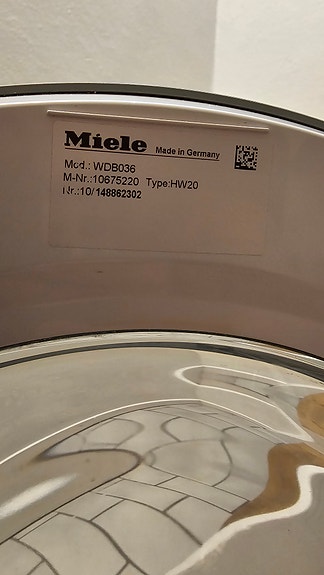 Miele Made in Germany
Mod.: WDB036
M-Nr.:10675220 Type:HW20
Nr.:10/148862302